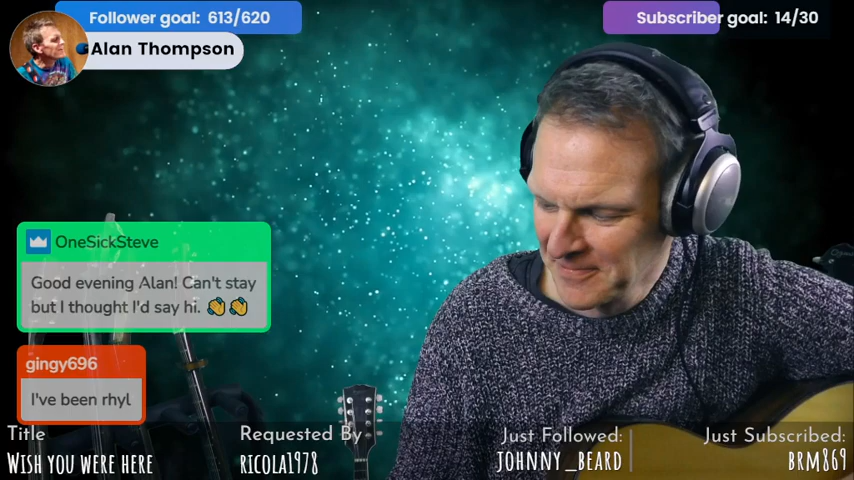 Follower goal: 613/620
Subscriber goal: 14/30
Alan Thompson
OneSickSteve
Good evening Alan! Can't stay
but I thought I'd say hi.
gingy696
I've been rhyl
Title
Requested By
Just Followed:
Just Subscribed:
Wish you were here
ricola1978
johnny_beard
brm869